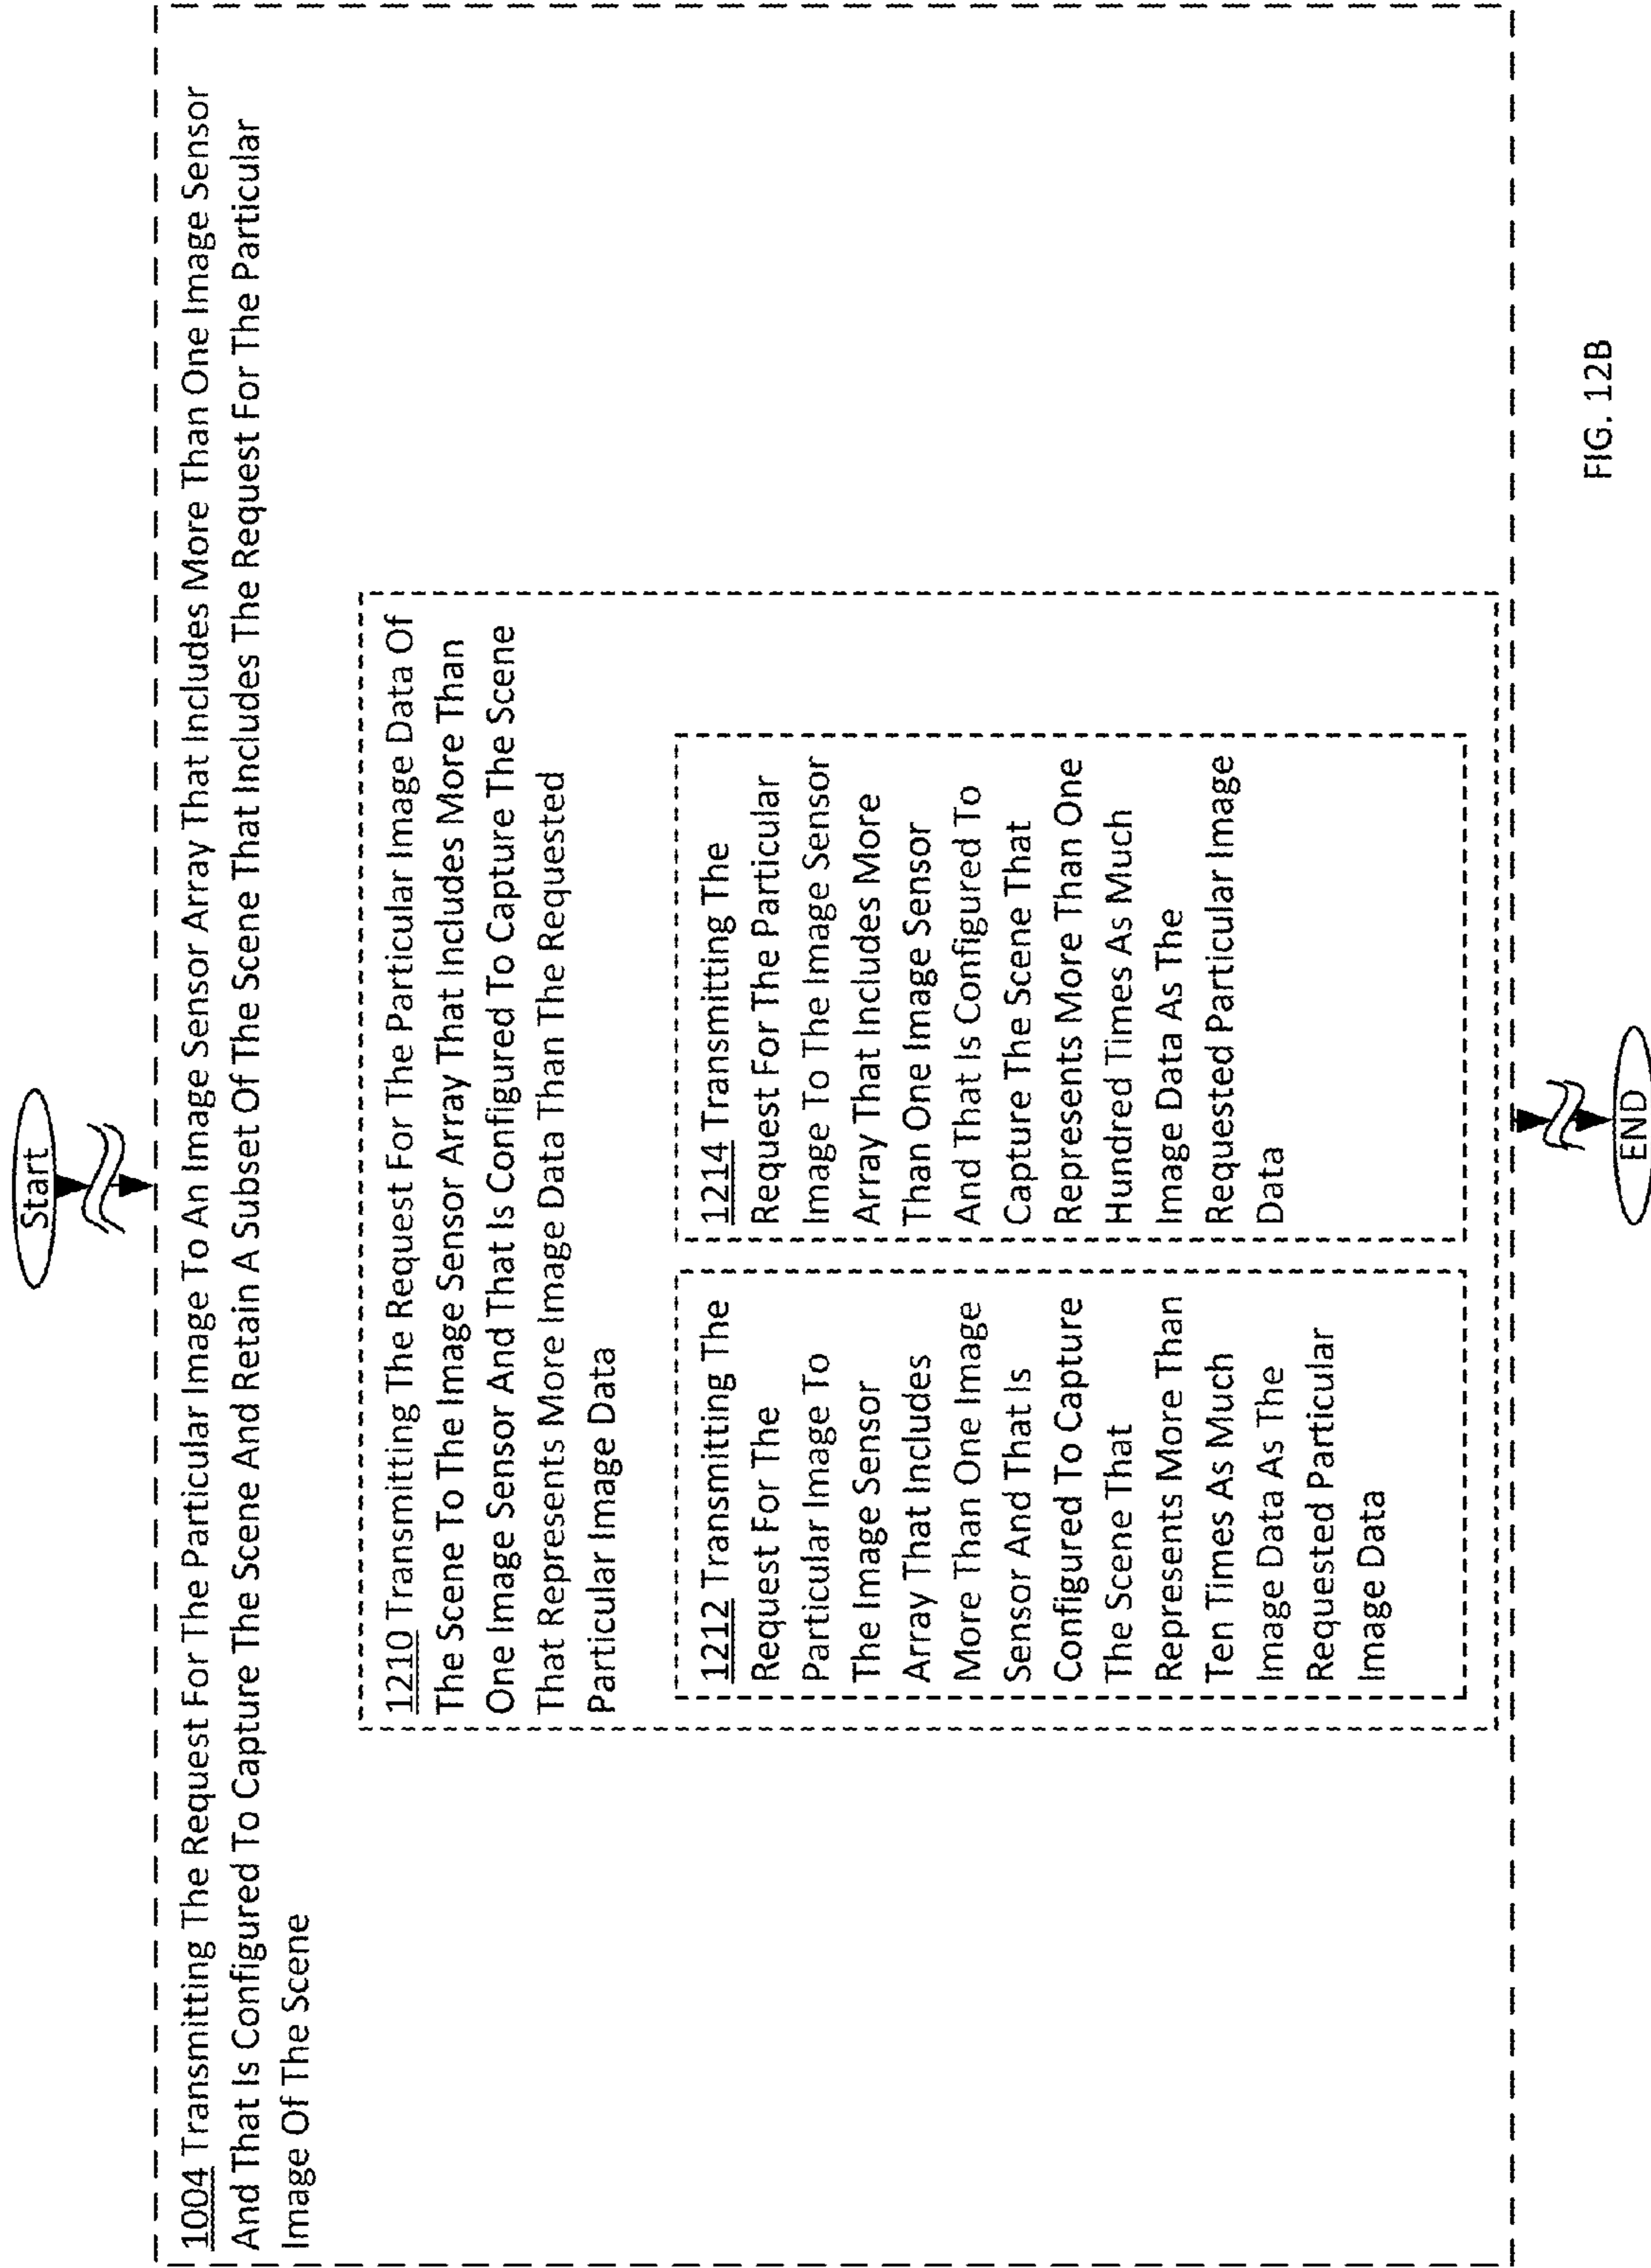 Start
1004 Transmitting The Request For The Particular Image To An Image Sensor Array That Includes More Than One Image Sensor
And That Is Configured To Capture The Scene And Retain A Subset Of The Scene That Includes The Request For The Particular
Image Of The Scene
1210 Transmitting The Request For The Particular Image Data Of
The Scene To The Image Sensor Array That Includes More Than
One Image Sensor And That Is Configured To Capture The Scene
That Represents More Image Data Than The Requested
Particular Image Data
1212 Transmitting The
Request For The
Particular Image To
The Image Sensor
Array That Includes
More Than One Image
Sensor And That Is
Configured To Capture
The Scene That
Represents More Than
Ten Times As Much
Image Data As The
Requested Particular
Image Data
1214 Transmitting The
Request For The Particular
Image To The Image Sensor
Array That Includes More
Than One Image Sensor
And That Is Configured To
Capture The Scene That
Represents More Than One
Hundred Times As Much
Image Data As The
Requested Particular Image
Data
END
FIG. 12B